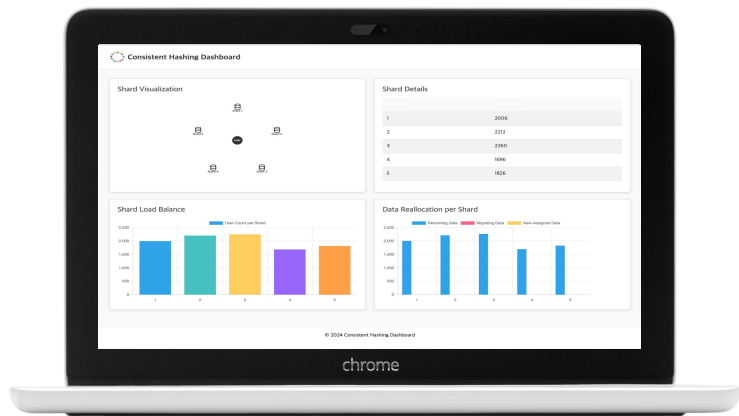 Consistent Hashing Dashboard
Shard Visualization
Shard Details
1 2006
2 2212
3 2260
4 1696
5 1826
Shard Load Balance
User Count per Shard
2,500
2,000
1,500
1,000
500
0
1 2 3 4 5
Data Reallocation per Shard
Remaining Data Migrating Data New Assigned Data
2,500
2,000
1,500
1,000
500
0
1 2 3 4 5
© 2024 Consistent Hashing Dashboard
chrome